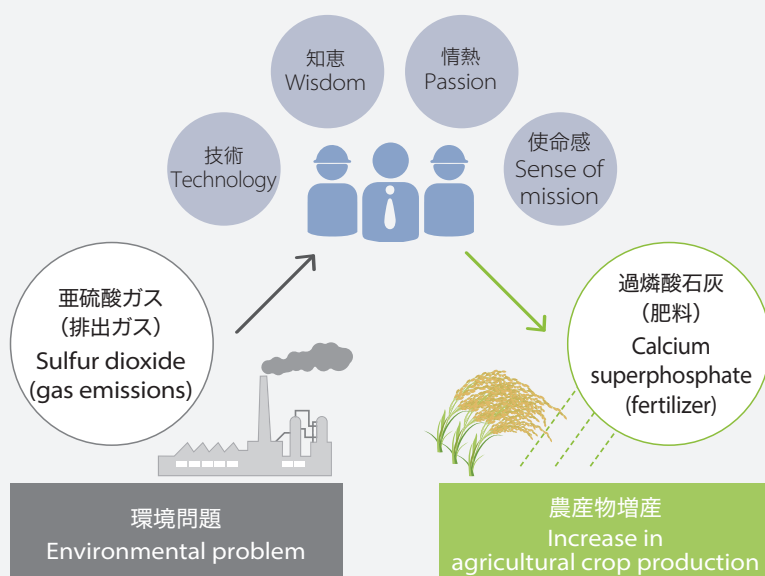 知恵
Wisdom
情熱
Passion
技術
Technology
使命感
Sense of
mission
亜硫酸ガス
（排出ガス）
Sulfur dioxide
(gas emissions)
過燐酸石灰
（肥料）
Calcium
superphosphate
(fertilizer)
環境問題
Environmental problem
農産物増産
Increase in
agricultural crop production